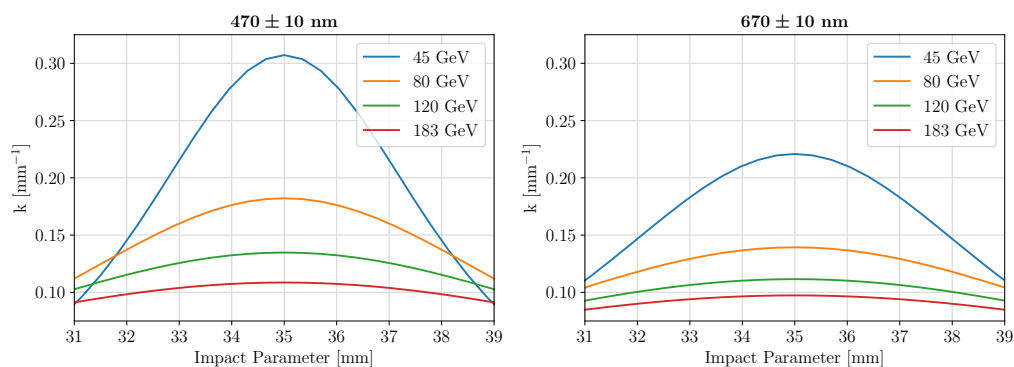 470 ± 10 nm
k [mm⁻¹]
0.30
0.25
0.20
0.15
0.10
45 GeV
80 GeV
120 GeV
183 GeV
31 32 33 34 35 36 37 38 39
Impact Parameter [mm]
670 ± 10 nm
k [mm⁻¹]
0.30
0.25
0.20
0.15
0.10
45 GeV
80 GeV
120 GeV
183 GeV
31 32 33 34 35 36 37 38 39
Impact Parameter [mm]